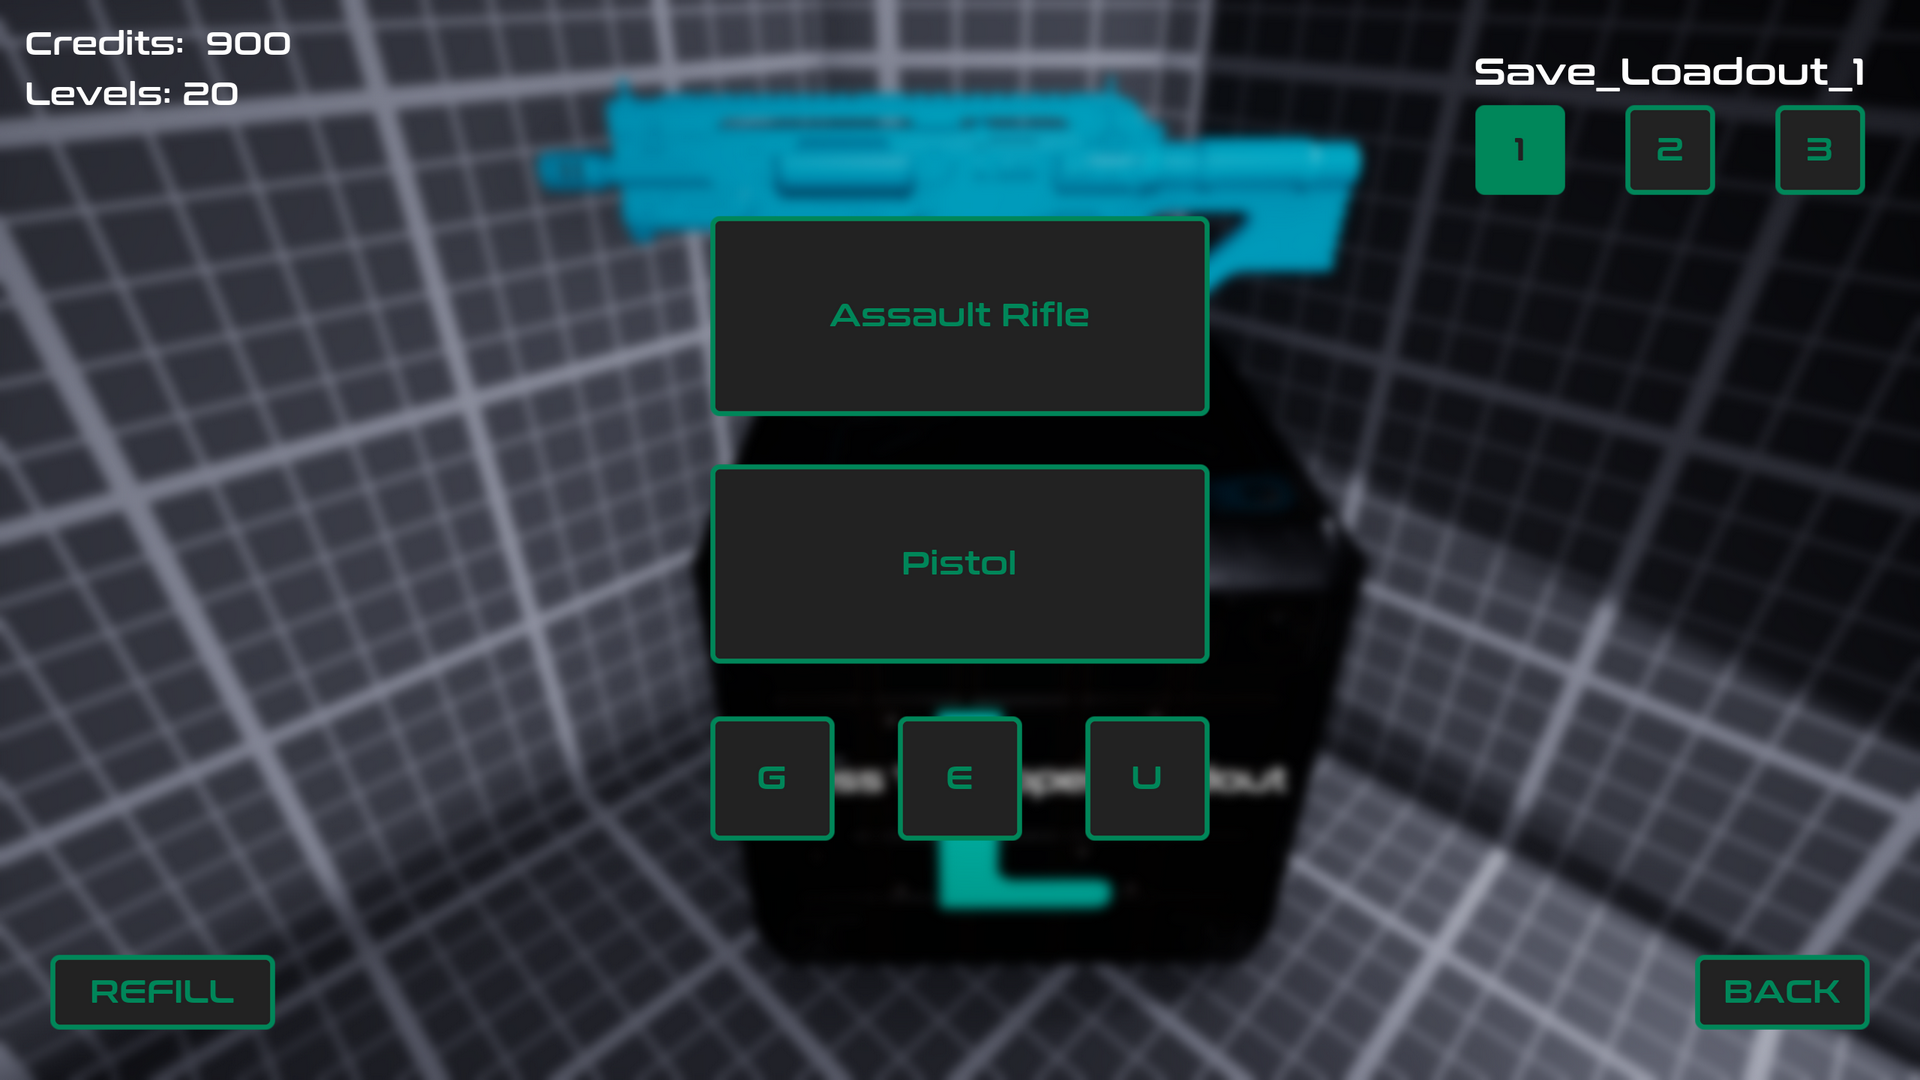 Credits: 900
Levels: 20
Save_Loadout_1
1 2 3
Assault Rifle
Pistol
G E U
REFILL
BACK